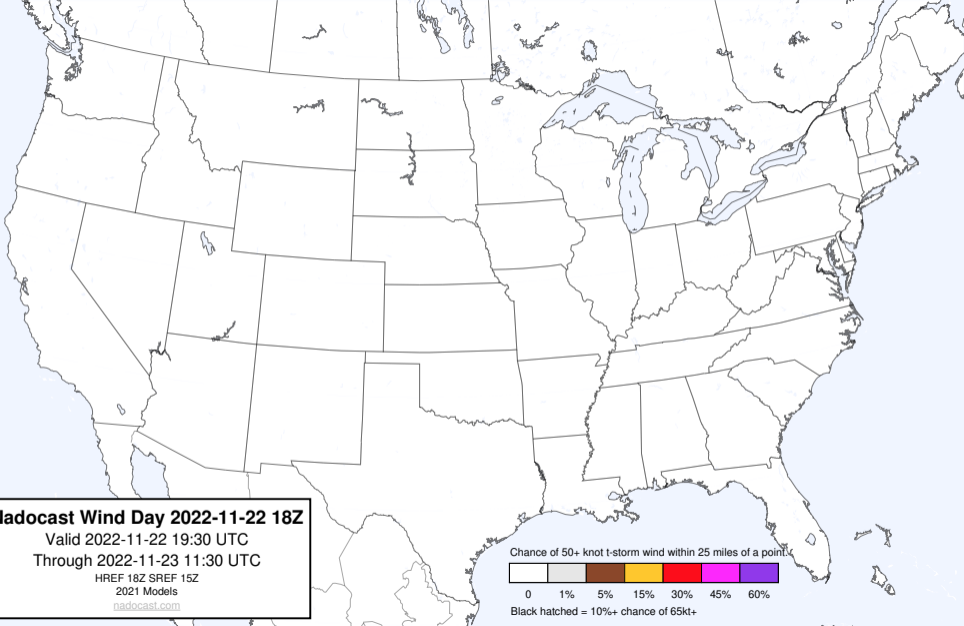 adocast Wind Day 2022-11-22 18Z
Valid 2022-11-22 19:30 UTC
Through 2022-11-23 11:30 UTC
HREF 18Z SREF 15Z
2021 Models
nadocast.com
Chance of 50+ knot t-storm wind within 25 miles of a point.
0 1% 5% 15% 30% 45% 60%
Black hatched = 10%+ chance of 65kt+